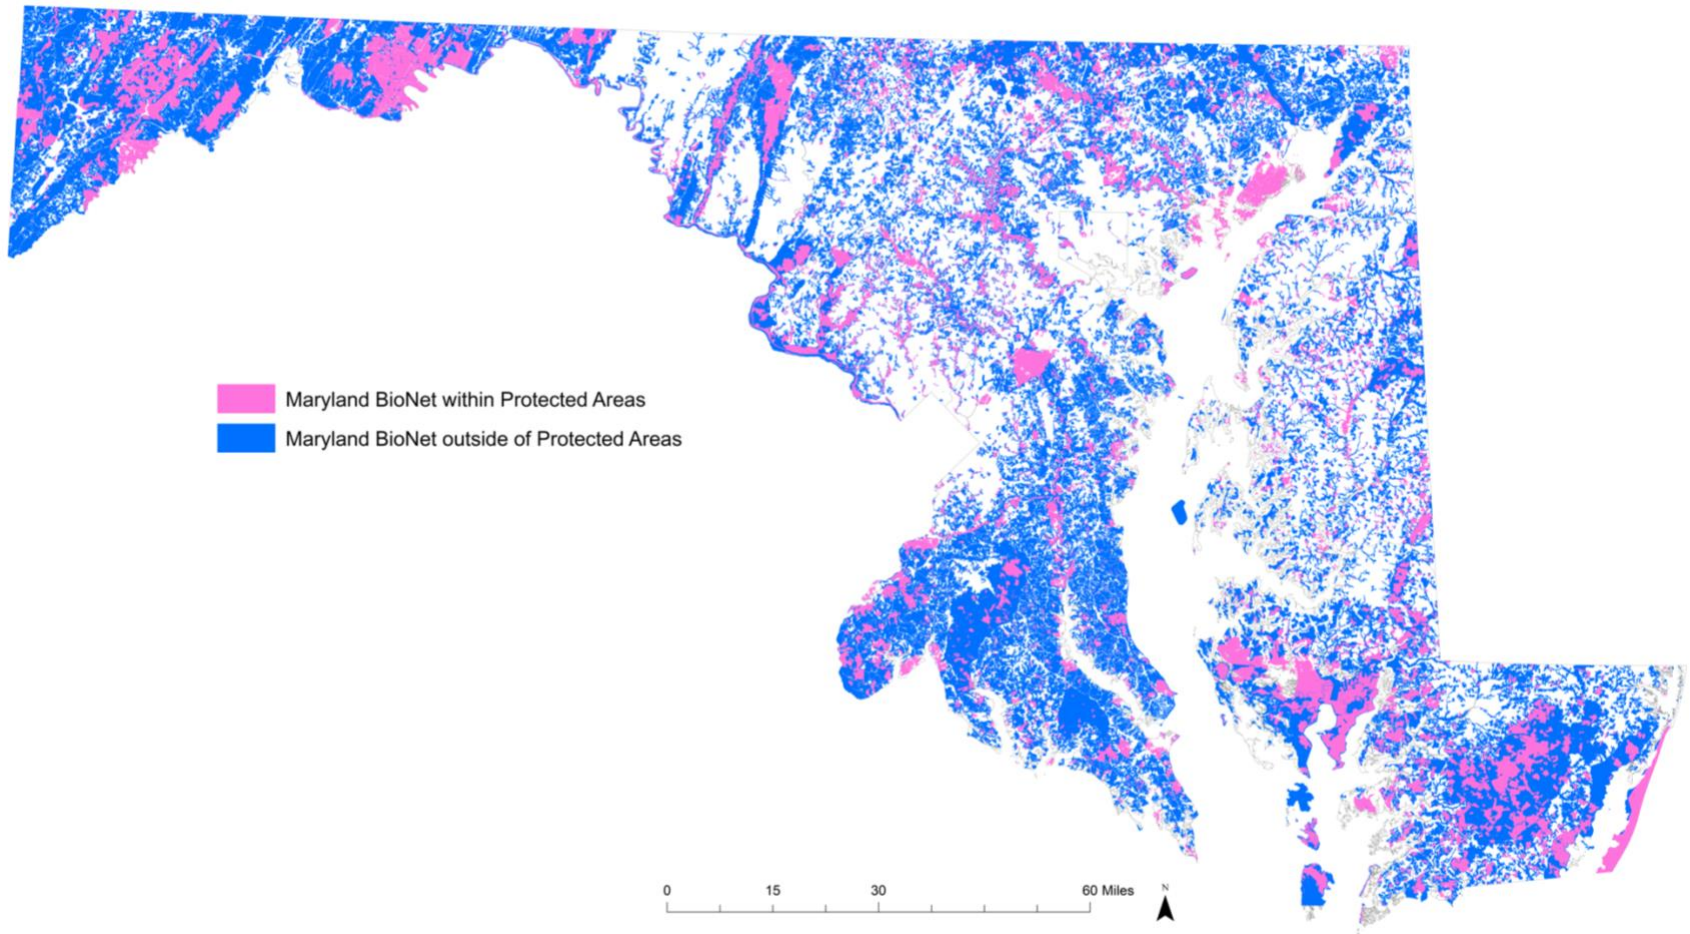 Maryland BioNet within Protected Areas
Maryland BioNet outside of Protected Areas
0 15 30 60 Miles
N